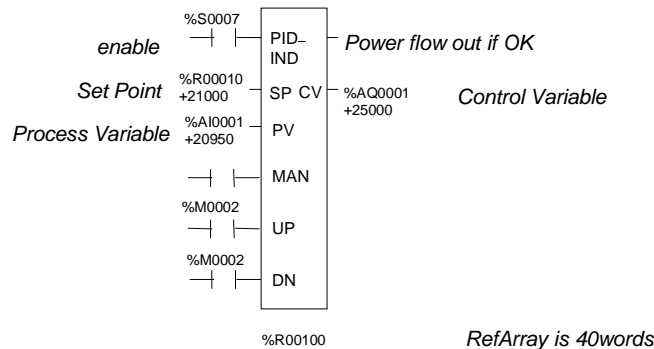 %S0007
enable
PID_
IND
Power flow out if OK
Set Point
%R00010
+21000
SP CV
%AQ0001
+25000
Control Variable
Process Variable
%AI0001
+20950
PV
MAN
%M0002
UP
%M0002
DN
%R00100
RefArray is 40words